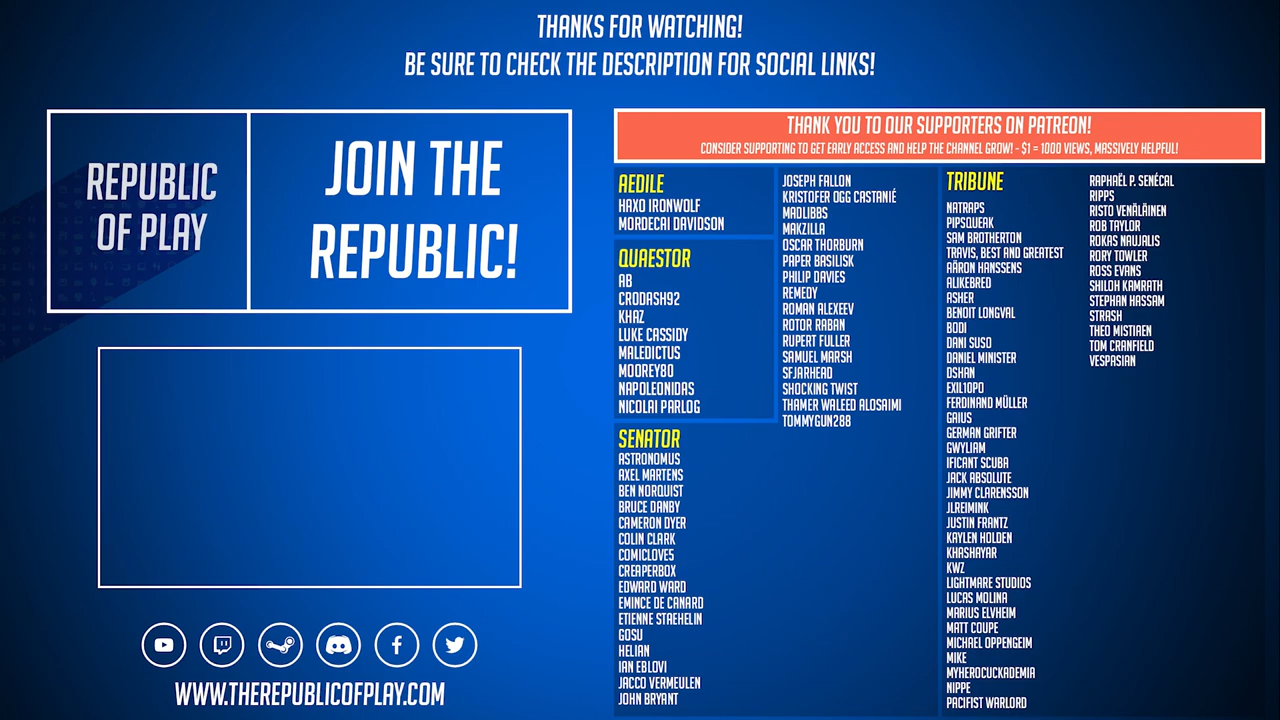 THANKS FOR WATCHING!
BE SURE TO CHECK THE DESCRIPTION FOR SOCIAL LINKS!
REPUBLIC
OF PLAY
JOIN THE
REPUBLIC!
WWW.THEREPUBLICOFPLAY.COM
THANK YOU TO OUR SUPPORTERS ON PATREON!
CONSIDER SUPPORTING TO GET EARLY ACCESS AND HELP THE CHANNEL GROW! - $1 = 1000 VIEWS, MASSIVELY HELPFUL!
AEDILE
HAXO IRONWOLF
MORDECAI DAVIDSON
QUAESTOR
AB
CRODASH92
KHAZ
LUKE CASSIDY
MALEDICTUS
MOOREY80
NAPOLEONIDAS
NICOLAI PARLOG
SENATOR
ASTRONOMUS
AXEL MARTENS
BEN NORQUIST
BRUCE DANBY
CAMERON DYER
COLIN CLARK
COMICLOVE5
CREAPERBOX
EDWARD WARD
EMINCE DE CANARD
ETIENNE STAEHELIN
GOSU
HELIAN
IAN EBLOVI
JACCO VERMEULEN
JOHN BRYANT
JOSEPH FALLON
KRISTOFER OGG CASTANIÉ
MADLIBBS
MAKZILLA
OSCAR THORBURN
PAPER BASILISK
PHILIP DAVIES
REMEDY
ROMAN ALEXEEV
ROTOR RABAN
RUPERT FULLER
SAMUEL MARSH
SFJARHEAD
SHOCKING TWIST
THAMER WALEED ALOSAIMI
TOMMYGUN288
TRIBUNE
NATRAPS
PIPSQUEAK
SAM BROTHERTON
TRAVIS, BEST AND GREATEST
AÄRON HANSSENS
ALIKEBRED
ASHER
BENOIT LONGVAL
BODI
DANI SUSO
DANIEL MINISTER
DSHAN
EXIL10PO
FERDINAND MÜLLER
GAIUS
GERMAN GRIFTER
GWYLIAM
IFICANT SCUBA
JACK ABSOLUTE
JIMMY CLARENSSON
JLREIMINK
JUSTIN FRANTZ
KAYLEN HOLDEN
KHASHAYAR
KWZ
LIGHTMARE STUDIOS
LUCAS MOLINA
MARIUS ELVHEIM
MATT COUPE
MICHAEL OPPENGEIM
MIKE
MYHEROCUCKADEMIA
NIPPE
PACIFIST WARLORD
RAPHAËL P. SENÉCAL
RIPPS
RISTO VENÄLÄINEN
ROB TAYLOR
ROKAS NAUJALIS
RORY TOWLER
ROSS EVANS
SHILOH KAMRATH
STEPHAN HASSAM
STRASH
THEO MISTIAEN
TOM CRANFIELD
VESPASIAN